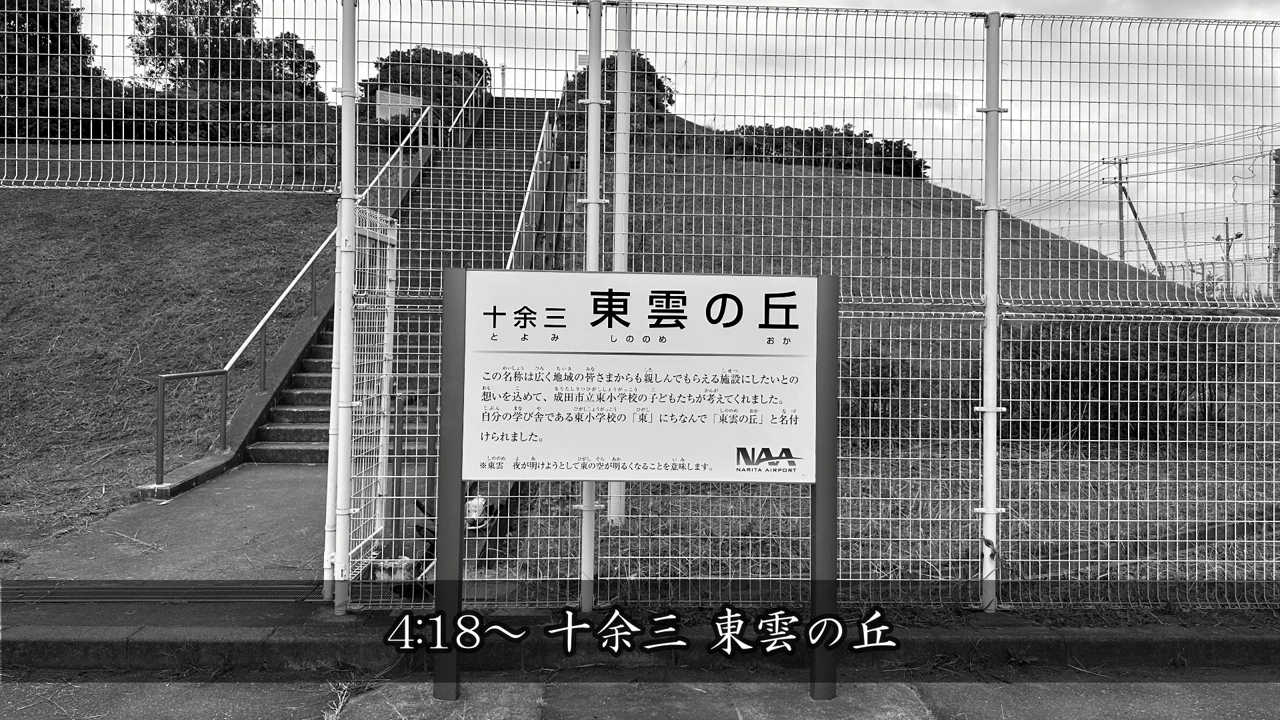 十余三 東雲の丘
とよみ しののめ おか
この名称は広く地域の皆さまからも親しんでもらえる施設にしたいとの
想いを込めて、成田市立東小学校の子どもたちが考えてくれました。
自分の学び舎である東小学校の「東」にちなんで「東雲の丘」と名付
けられました。
※東雲 夜が明けようとして東の空が明るくなることを意味します。
NAA
NARITA AIRPORT
4:18～ 十余三 東雲の丘